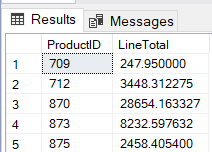 Results Messages
ProductID LineTotal
1 709 247.950000
2 712 3448.312275
3 870 28654.163327
4 873 8232.597632
5 875 2458.405400